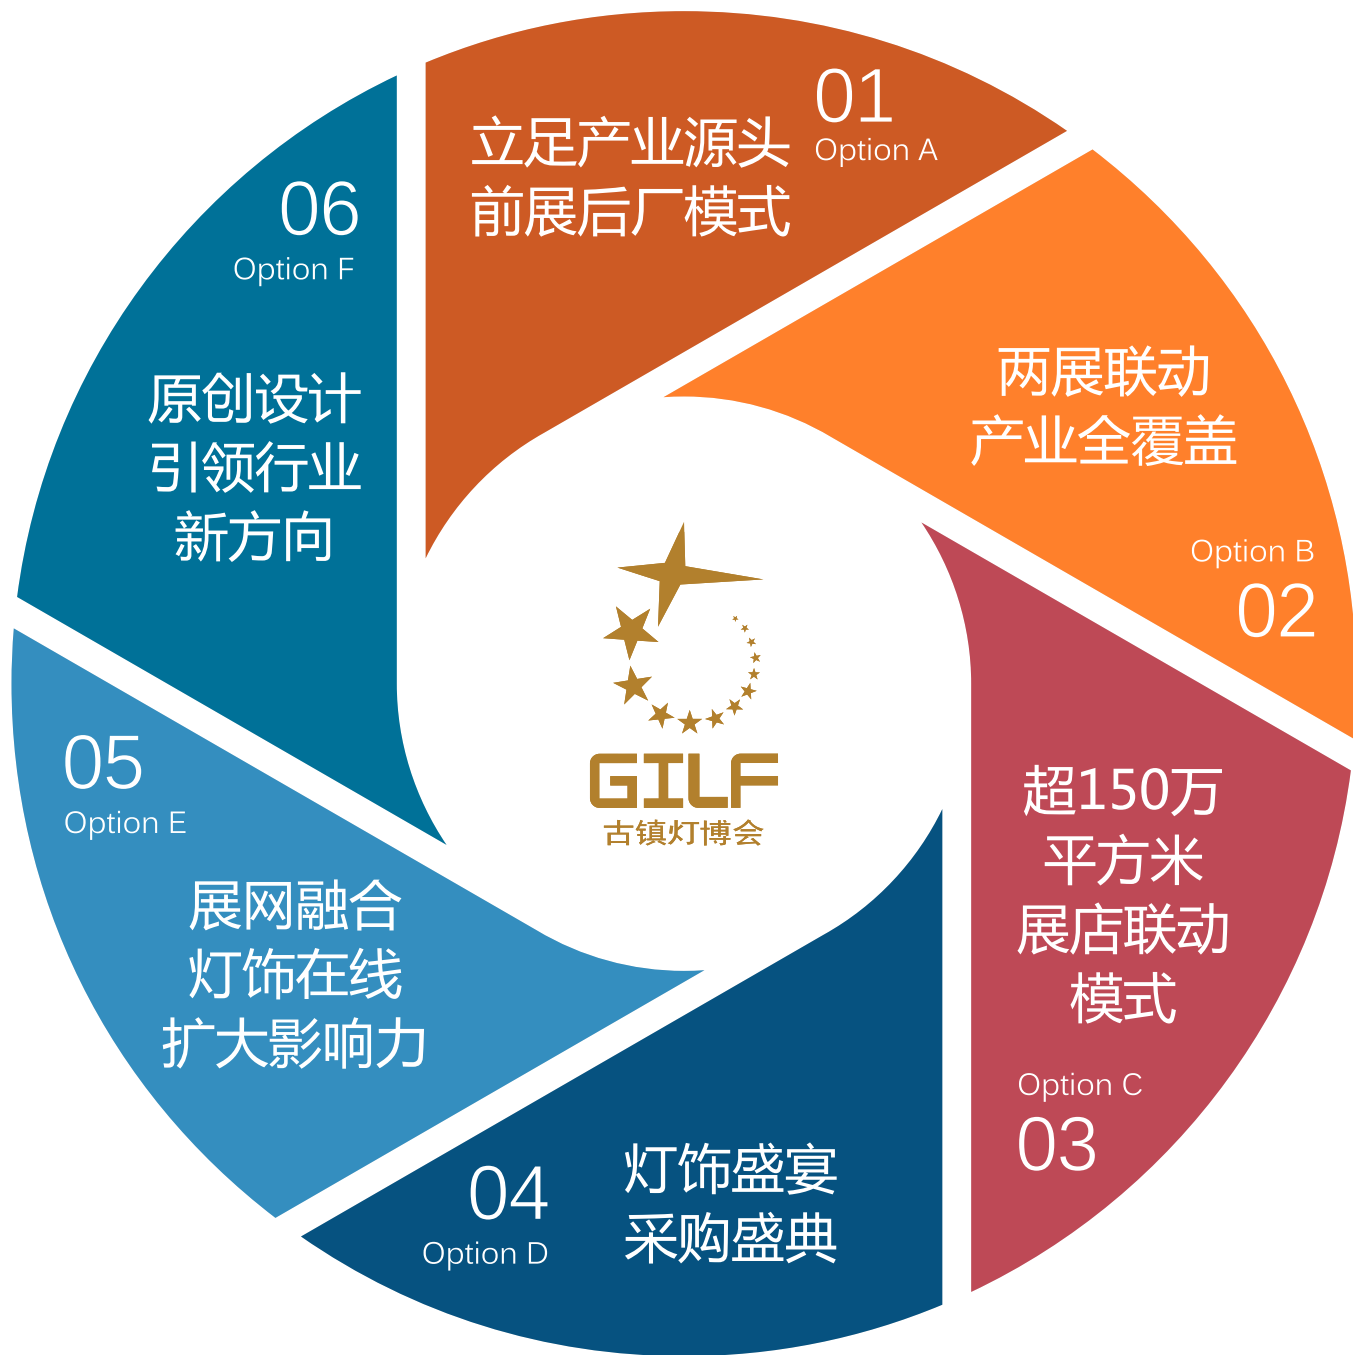 01
Option A
立足产业源头
前展后厂模式
两展联动
产业全覆盖
Option B
02
超150万
平方米
展店联动
模式
Option C
03
灯饰盛宴
采购盛典
04
Option D
05
Option E
展网融合
灯饰在线
扩大影响力
06
Option F
原创设计
引领行业
新方向
GILF
古镇灯博会